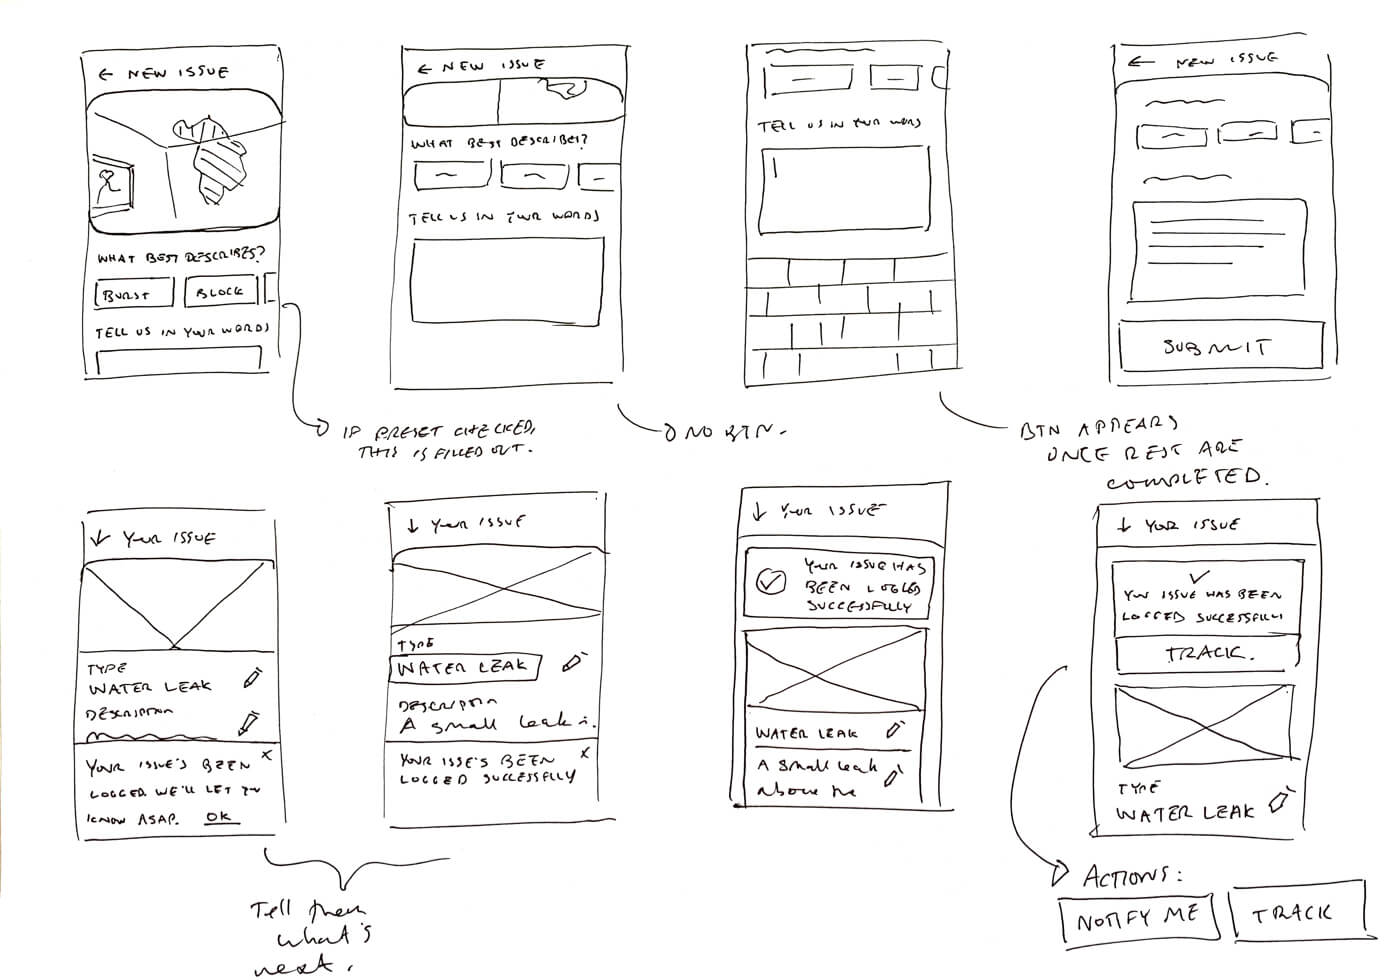 ← NEW ISSUE
WHAT BEST DESCRIBES?
BURST
BLOCK
TELL US IN YOUR WORDS
IF PRESET CHECKED,
THIS IS FILLED OUT.
← NEW ISSUE
WHAT BEST DESCRIBES?
TELL US IN YOUR WORDS
NO BTN.
TELL US IN YOUR WORD
BTN APPEARS
ONCE REST ARE
COMPLETED.
← NEW ISSUE
SUBMIT
↓ YOUR ISSUE
TYPE
WATER LEAK
DESCRIPTION
YOUR ISSUE'S BEEN X
LOGGED WE'LL LET YOU
KNOW ASAP. OK
↓ YOUR ISSUE
TYPE
WATER LEAK
DESCRIPTION
A small leak i.
YOUR ISSE'S BEEN X
LOGGED SUCCESSFULLY
Tell them
what's
next.
↓ YOUR ISSUE
YOUR ISSUE HAS
BEEN LOGGED
SUCCESSFULLY
WATER LEAK
A small leak
above the
↓ YOUR ISSUE
YOUR ISSUE HAS BEEN
LOGGED SUCCESSFULLY
TRACK.
TYPE
WATER LEAK
ACTIONS:
NOTIFY ME
TRACK